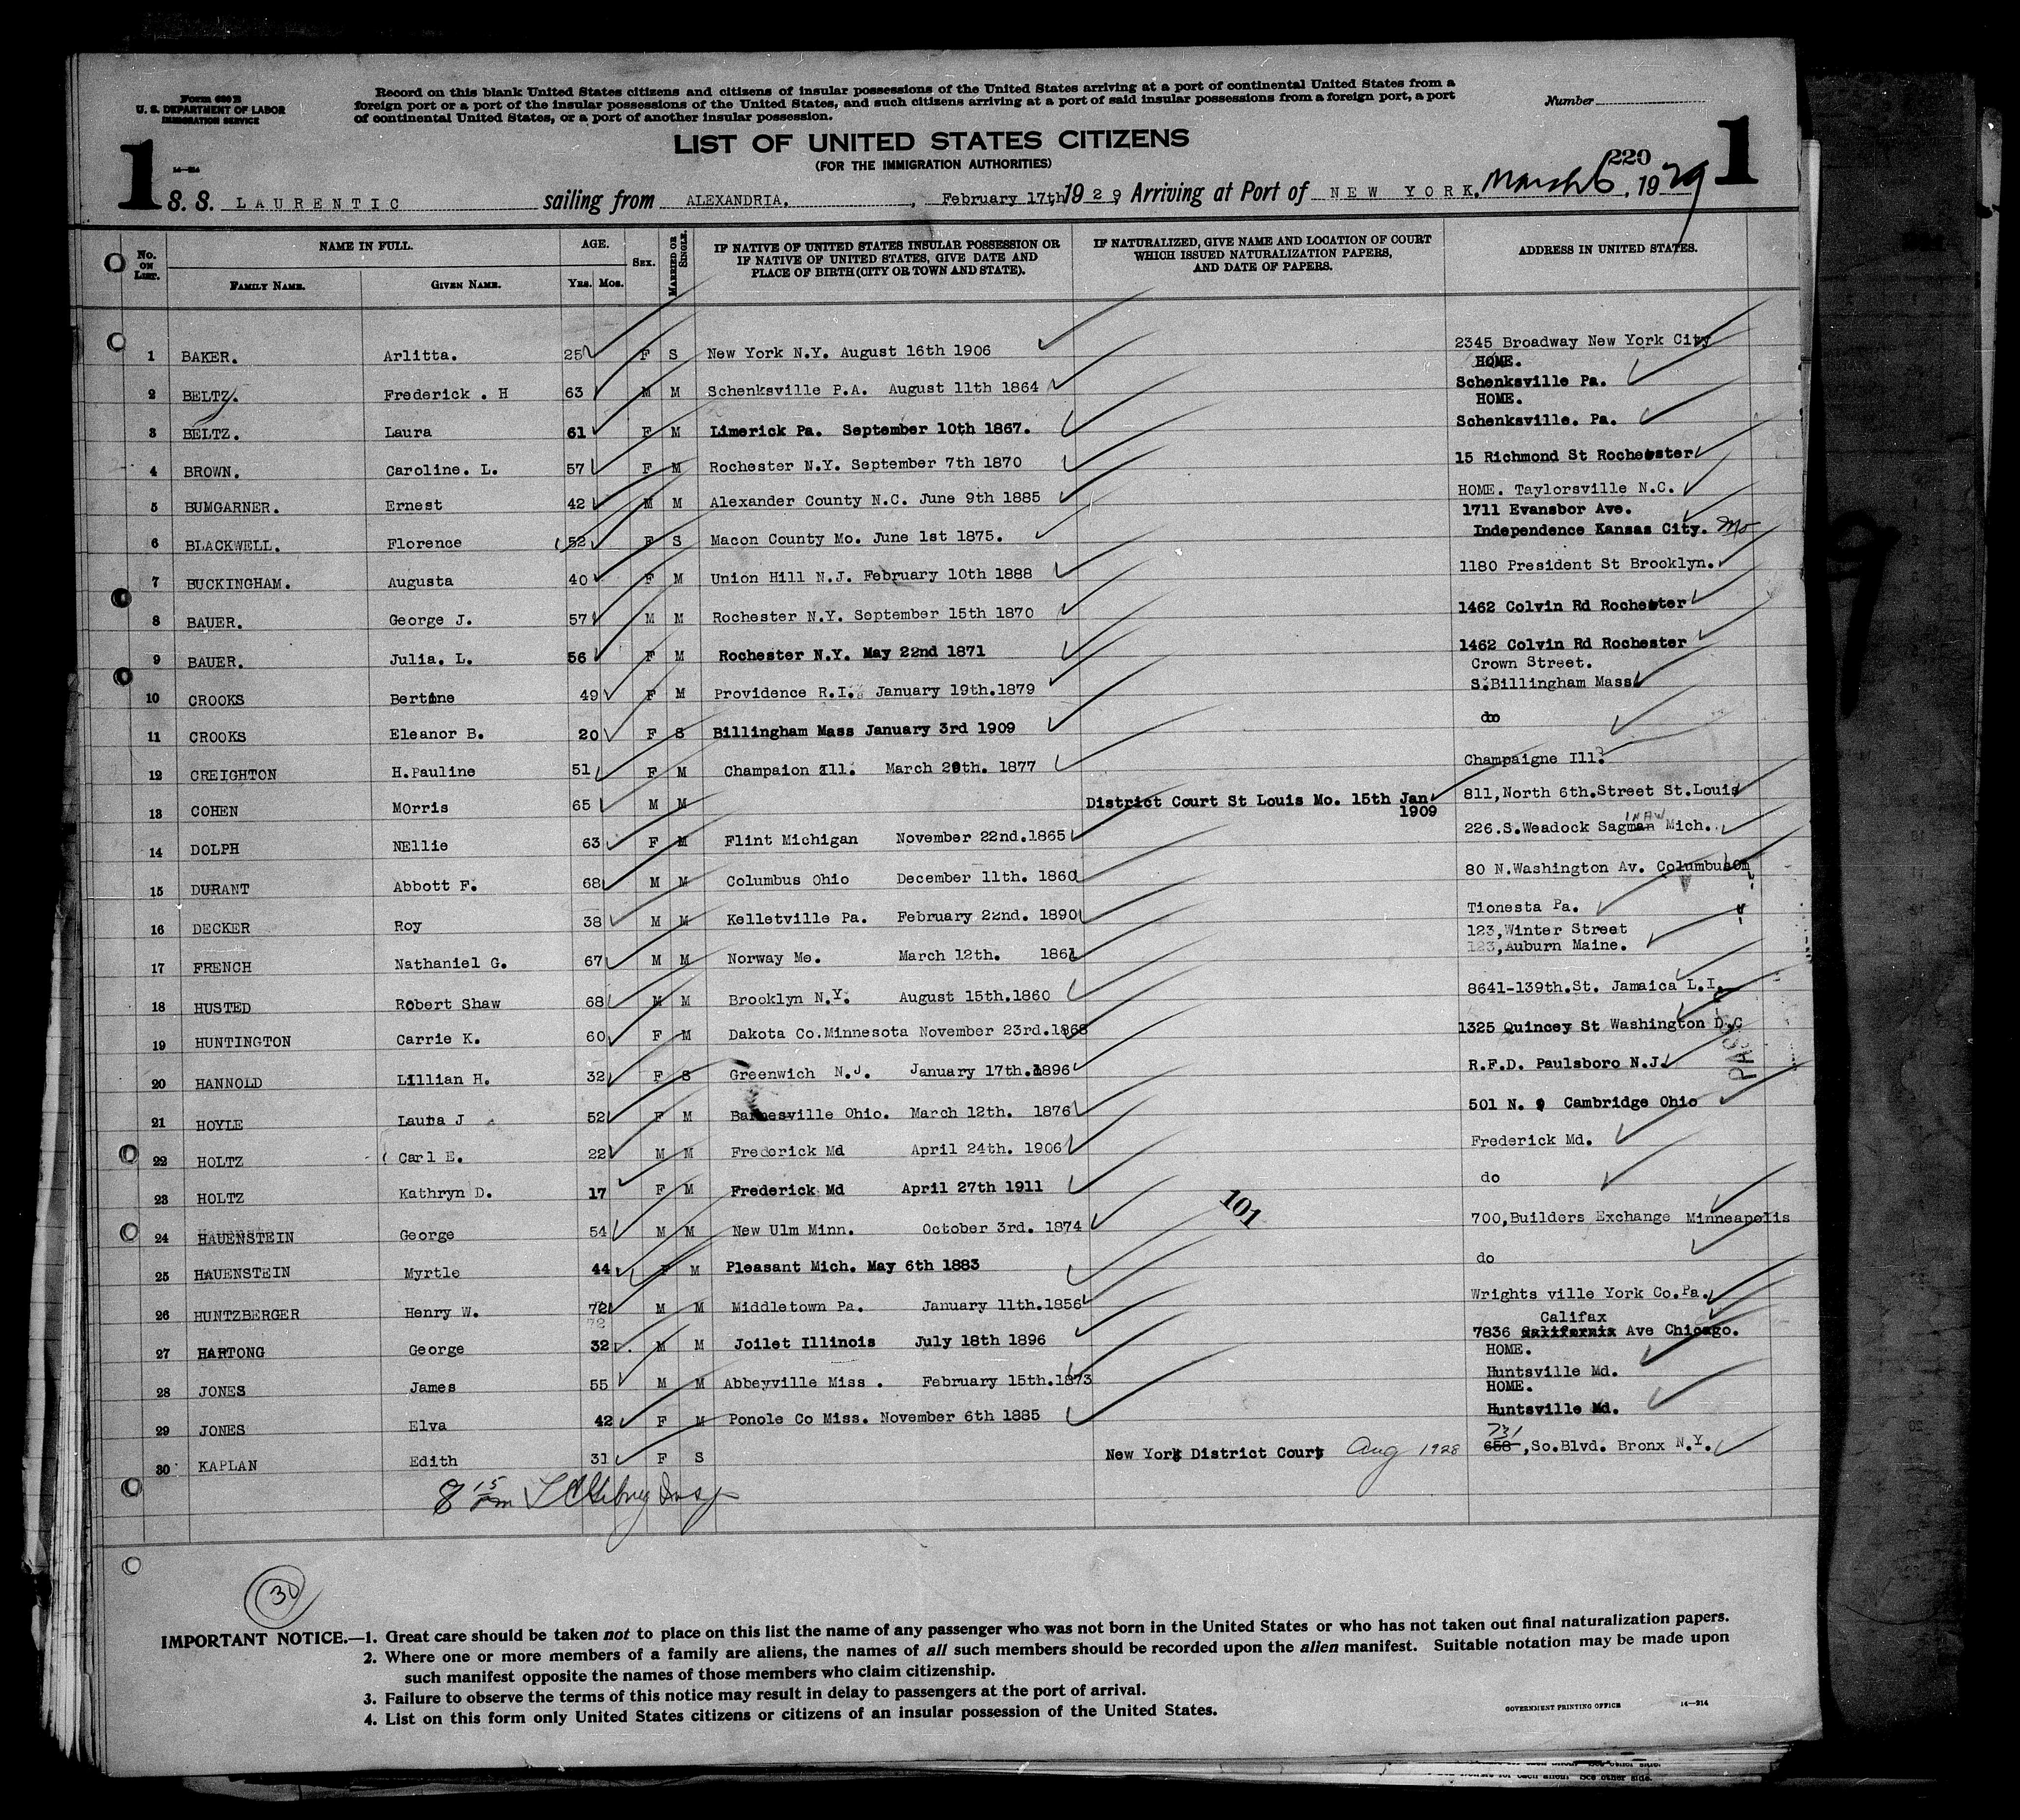 Form 630 B
U. S. DEPARTMENT OF LABOR
IMMIGRATION SERVICE
Record on this blank United States citizens and citizens of insular possessions of the United States arriving at a port of continental United States from a
foreign port or a port of the insular possessions of the United States, and such citizens arriving at a port of said insular possessions from a foreign port, a port
of continental United States, or a port of another insular possession.
Number
LIST OF UNITED STATES CITIZENS
(FOR THE IMMIGRATION AUTHORITIES)
220
1 14—214 1
S. S. LAURENTIC sailing from ALEXANDRIA. , February 17th 1929 Arriving at Port of NEW YORK. March 6, 1929
No. ON LIST. NAME IN FULL. AGE. SEX. MARRIED OR SINGLE. IF NATIVE OF UNITED STATES INSULAR POSSESSION OR IF NATIVE OF UNITED STATES, GIVE DATE AND PLACE OF BIRTH (CITY OR TOWN AND STATE). IF NATURALIZED, GIVE NAME AND LOCATION OF COURT WHICH ISSUED NATURALIZATION PAPERS, AND DATE OF PAPERS. ADDRESS IN UNITED STATES.
FAMILY NAME. GIVEN NAME. YRS. MOS.
1 BAKER. Arlitta. 25 F S New York N.Y. August 16th 1906 2345 Broadway New York City
HOME.
2 BELTZ. Frederick . H 63 M M Schenksville P.A. August 11th 1864 Schenksville Pa.
HOME.
3 BELTZ. Laura 61 F M Limerick Pa. September 10th 1867. Schenksville. Pa.
4 BROWN. Caroline. L. 57 F M Rochester N.Y. September 7th 1870 15 Richmond St Rochester
5 BUMGARNER. Ernest 42 M M Alexander County N.C. June 9th 1885 HOME. Taylorsville N.C.
1711 Evansbor Ave.
6 BLACKWELL. Florence 52 F S Macon County Mo. June 1st 1875. Independence Kansas City. Mo
7 BUCKINGHAM. Augusta 40 F M Union Hill N.J. February 10th 1888 1180 President St Brooklyn.
8 BAUER. George J. 57 M M Rochester N.Y. September 15th 1870 1462 Colvin Rd Rochester
9 BAUER. Julia. L. 56 F M Rochester N.Y. May 22nd 1871 1462 Colvin Rd Rochester
Crown Street.
10 CROOKS Bertine 49 F M Providence R.I. January 19th.1879 S.Billingham Mass
11 CROOKS Eleanor B. 20 F S Billingham Mass January 3rd 1909 do
12 CREIGHTON H.Pauline 51 F M Champaion Ill. March 20th. 1877 Champaigne Ill.
13 COHEN Morris 65 M M District Court St Louis Mo. 15th Jan 811,North 6th.Street St.Louis
1909
INAW
14 DOLPH NEllie 63 F M Flint Michigan November 22nd.1865 226.S.Weadock Sagman Mich.
15 DURANT Abbott F. 68 M M Columbus Ohio December 11th. 1860 80 N.Washington Av. Columbus Oh
16 DECKER Roy 38 M M Kelletville Pa. February 22nd. 1890 Tionesta Pa.
123,Winter Street
17 FRENCH Nathaniel G. 67 M M Norway Me. March 12th. 1861 123,Auburn Maine.
18 HUSTED Robert Shaw 68 M M Brooklyn N.Y. August 15th.1860 8641-139th.St. Jamaica L.I.
19 HUNTINGTON Carrie K. 60 F M Dakota Co.Minnesota November 23rd.1868 1325 Quincey St Washington D.C
20 HANNOLD Lillian H. 32 F S Greenwich N.J. January 17th.1896 R.F.D. Paulsboro N.J.
21 HOYLE Laura J 52 F M Barnesville Ohio. March 12th. 1876 501 N. 9 Cambridge Ohio
22 HOLTZ Carl E. 22 M M Frederick Md April 24th. 1906 Frederick Md.
23 HOLTZ Kathryn D. 17 F M Frederick Md April 27th 1911 do
101
24 HAUENSTEIN George 54 M M New Ulm Minn. October 3rd. 1874 700,Builders Exchange Minneapolis
25 HAUENSTEIN Myrtle 44 F M Pleasant Mich. May 6th 1883 do
26 HUNTZBERGER Henry W. 72 M M Middletown Pa. January 11th.1856 Wrights ville York Co.Pa.
72 Califax
27 HARTONG George 32 M M Joilet Illinois July 18th 1896 7836 California Ave Chicago.
HOME.
28 JONES James 55 M M Abbeyville Miss . February 15th.1873 Huntsville Md.
HOME.
29 JONES Elva 42 F M Ponole Co Miss. November 6th 1885 Huntsville Md.
731
30 KAPLAN Edith 31 F S New York District Court Aug 1928 658,So.Blvd. Bronx N.Y.
8 15 pm Insp
30
IMPORTANT NOTICE.—1. Great care should be taken not to place on this list the name of any passenger who was not born in the United States or who has not taken out final naturalization papers.
2. Where one or more members of a family are aliens, the names of all such members should be recorded upon the alien manifest. Suitable notation may be made upon
such manifest opposite the names of those members who claim citizenship.
3. Failure to observe the terms of this notice may result in delay to passengers at the port of arrival.
4. List on this form only United States citizens or citizens of an insular possession of the United States.
GOVERNMENT PRINTING OFFICE 14—214